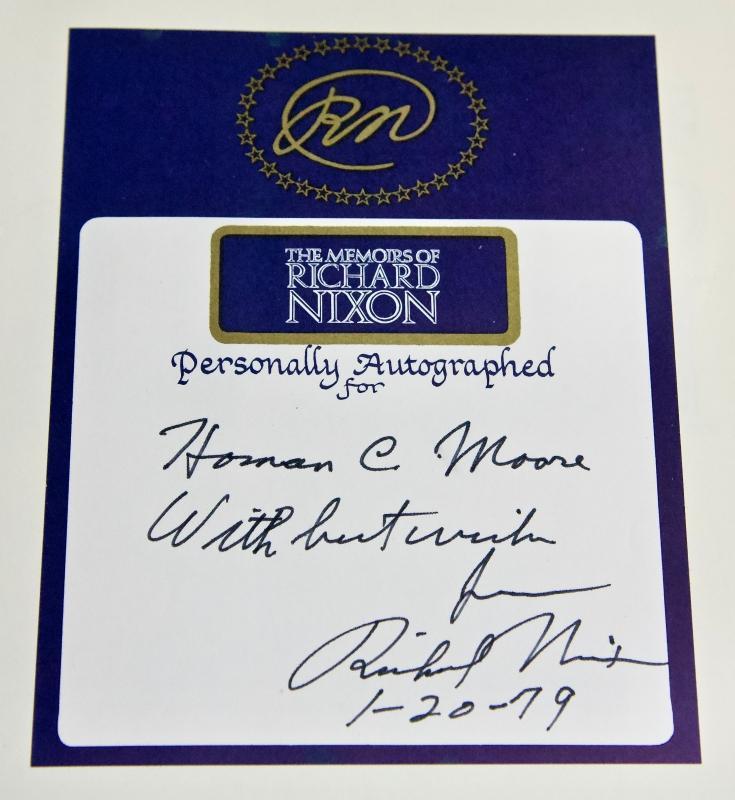 RN
THE MEMOIRS OF
RICHARD
NIXON
Personally Autographed
for
Homan C. Moore
With best wishes
from
Richard Nixon
1-20-79